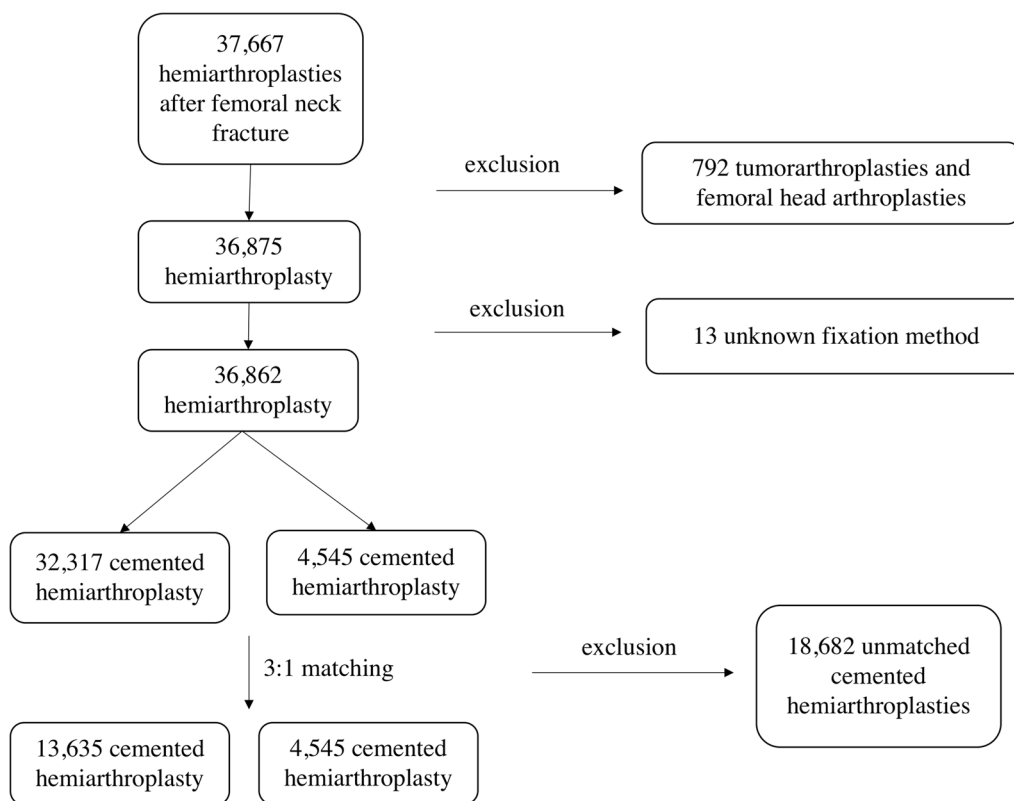 37,667
hemiarthroplasties
after femoral neck
fracture
exclusion
792 tumorarthroplasties and
femoral head arthroplasties
36,875
hemiarthroplasty
exclusion
13 unknown fixation method
36,862
hemiarthroplasty
32,317 cemented
hemiarthroplasty
4,545 cemented
hemiarthroplasty
3:1 matching
exclusion
18,682 unmatched
cemented
hemiarthroplasties
13,635 cemented
hemiarthroplasty
4,545 cemented
hemiarthroplasty